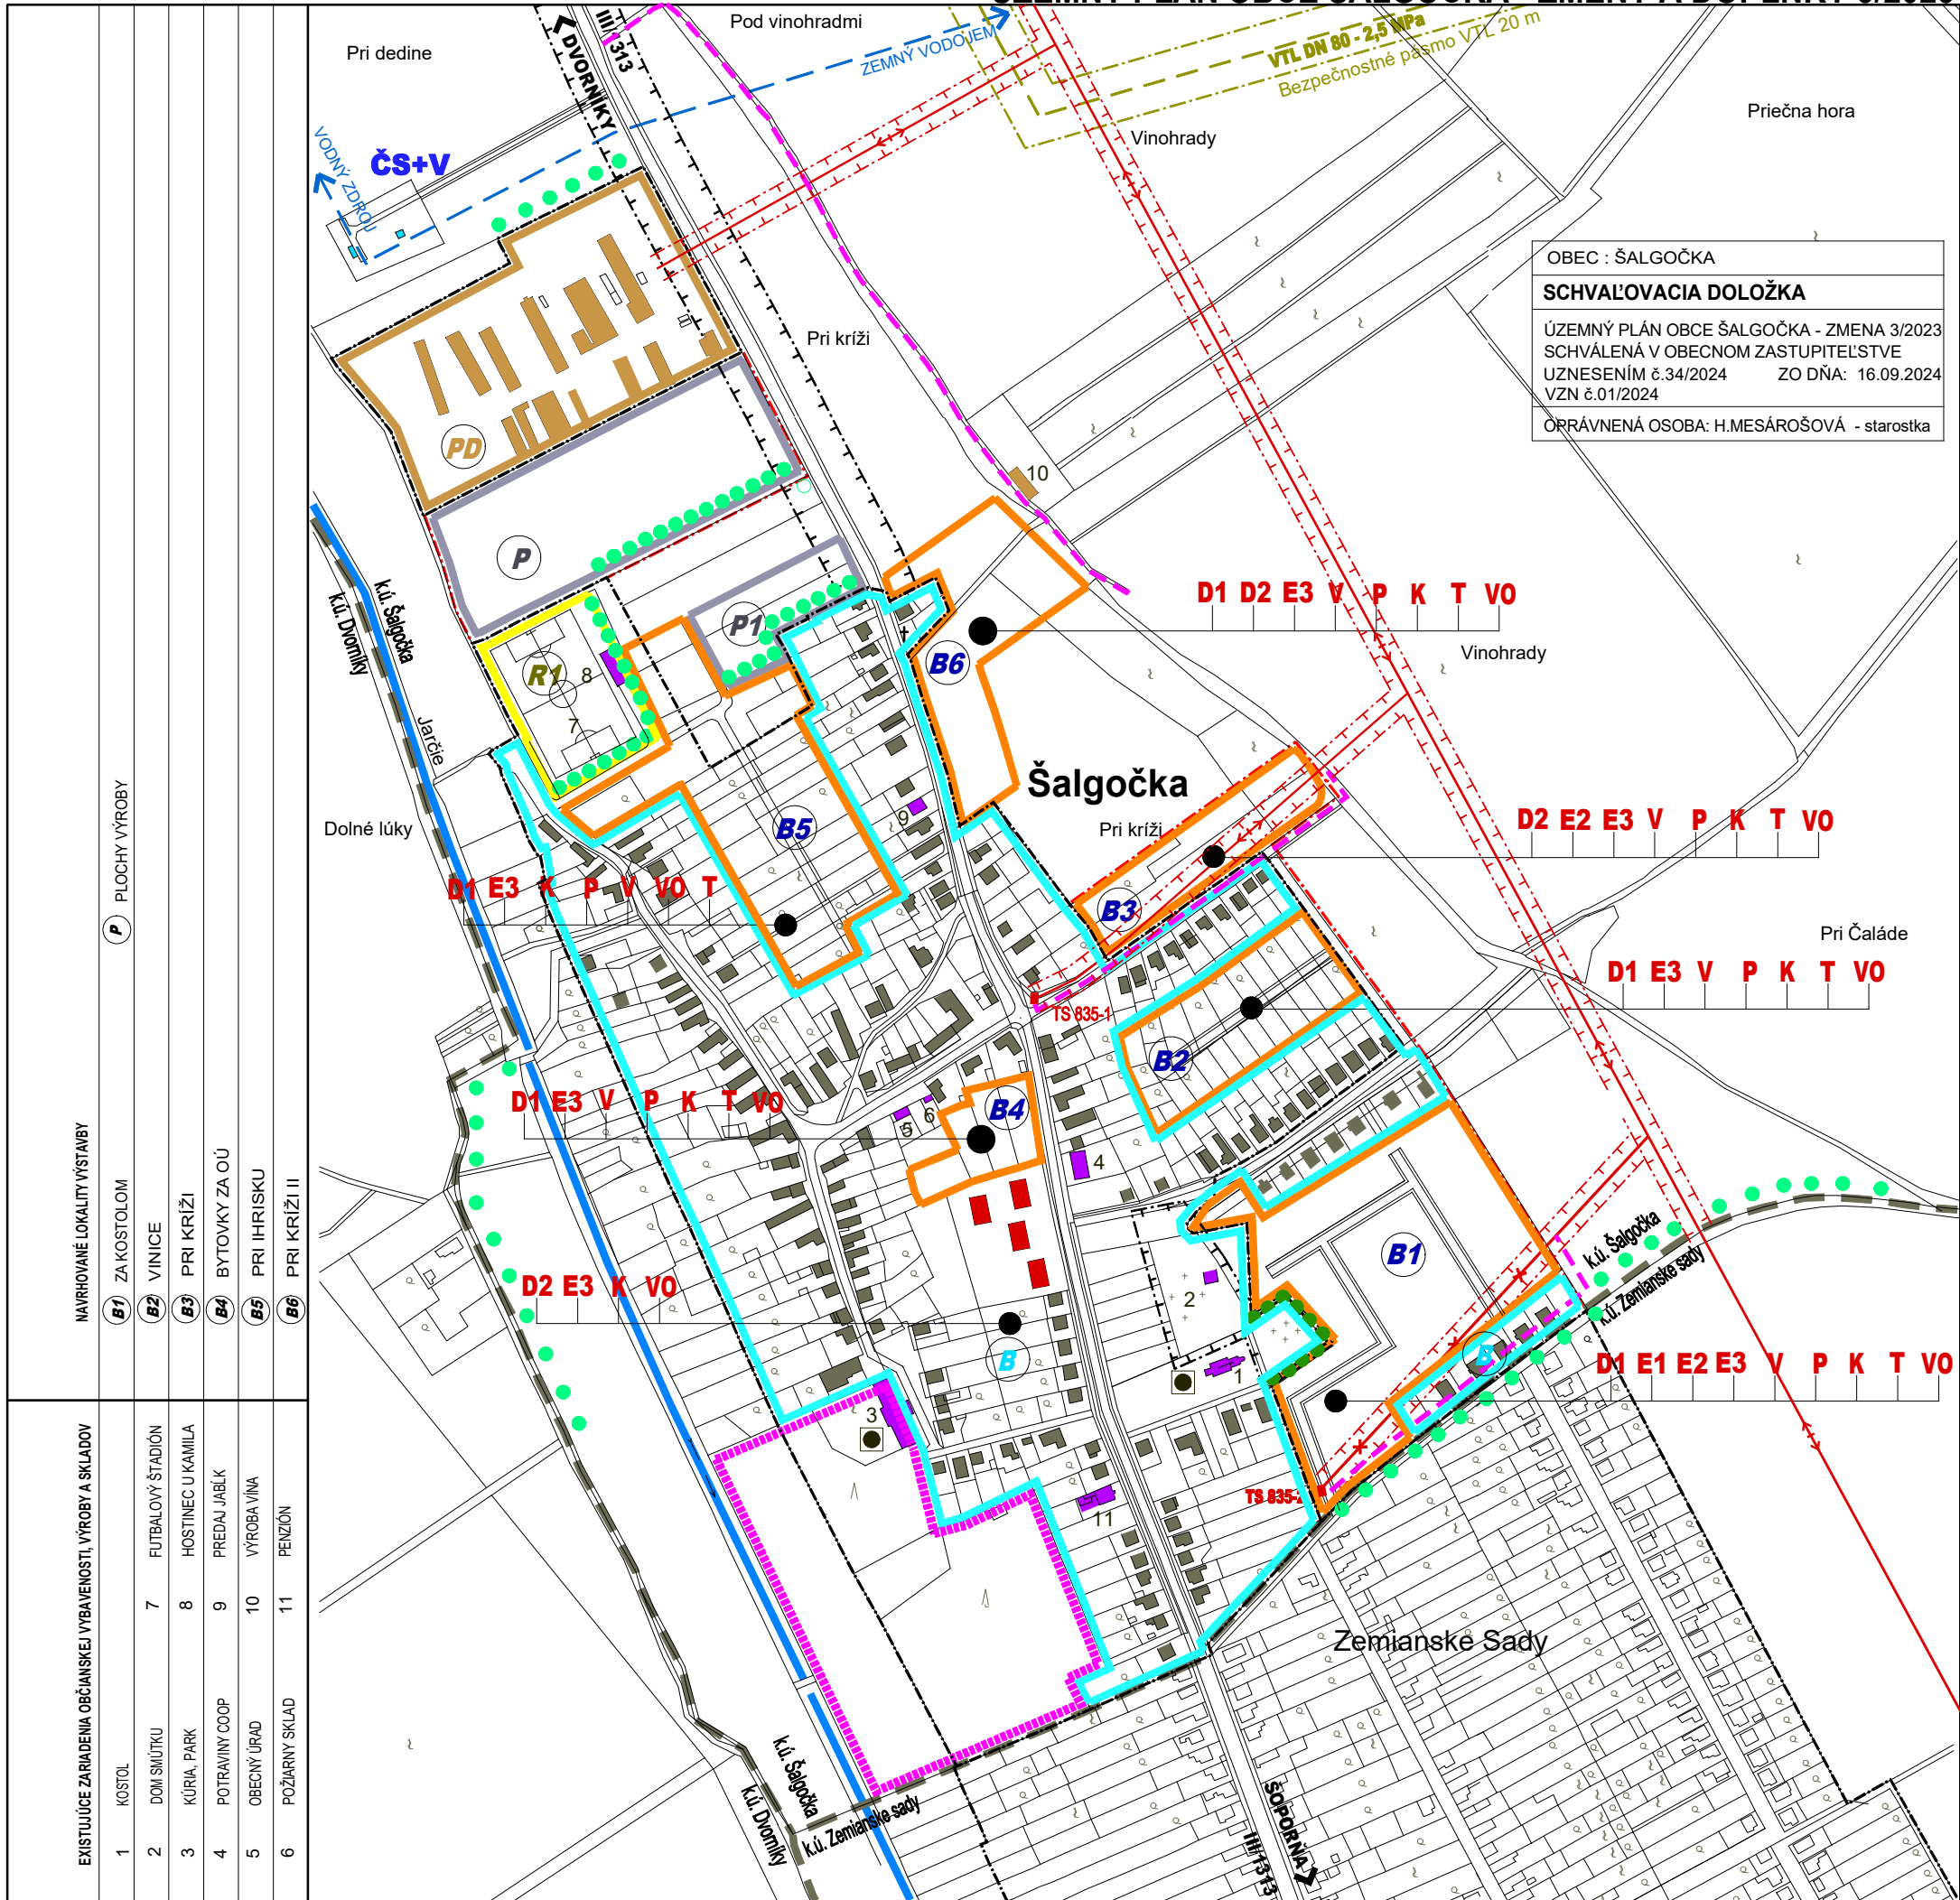 Pri dedine
Pod vinohradmi
III/ 313
DVORNÍKY
ZEMNÝ VODOJEM
VTL DN 80 - 2,5 MPa
Bezpečnostné pásmo VTL 20 m
Priečna hora
Vinohrady
VODNÝ ZDROJ
ČS+V
OBEC : ŠALGOČKA
SCHVAĽOVACIA DOLOŽKA
ÚZEMNÝ PLÁN OBCE ŠALGOČKA - ZMENA 3/2023
SCHVÁLENÁ V OBECNOM ZASTUPITEĽSTVE
UZNESENÍM č.34/2024 ZO DŇA: 16.09.2024
VZN č.01/2024
OPRÁVNENÁ OSOBA: H.MESÁROŠOVÁ - starostka
Pri kríži
PD
10
P
k.ú. Šalgočka
k.ú. Dvorníky
P1
D1 D2 E3 V P K T VO
R1
8
7
B6
Vinohrady
Jarčie
Šalgočka
Dolné lúky
B5
9
Pri kríži
D2 E2 E3 V P K T VO
D1 E3 K P V VO T
B3
Pri Čaláde
D1 E3 V P K T VO
TS 835-1
B2
D1 E3 V P K T VO
B4
6
5
4
B1
k.ú. Šalgočka
k.ú. Zemianske sady
2
D2 E3 K VO
B
1
B
D1 E1 E2 E3 V P K T VO
3
11
Zemianske Sady
k.ú. Šalgočka
k.ú. Dvorníky
k.ú. Zemianske sady
ŠOPORŇA
III/1313
NAVRHOVANÉ LOKALITY VÝSTAVBY
B1 ZA KOSTOLOM
B2 VINICE
B3 PRI KRÍŽI
B4 BYTOVKY ZA OÚ
B5 PRI IHRISKU
B6 PRI KRÍŽI II
P PLOCHY VÝROBY
EXISTUJÚCE ZARIADENIA OBČIANSKEJ VYBAVENOSTI, VÝROBY A SKLADOV
1 KOSTOL
2 DOM SMÚTKU
3 KÚRIA, PARK
4 POTRAVINY COOP
5 OBECNÝ ÚRAD
6 POŽIARNY SKLAD
7 FUTBALOVÝ ŠTADIÓN
8 HOSTINEC U KAMILA
9 PREDAJ JABĹK
10 VÝROBA VÍNA
11 PENZIÓN